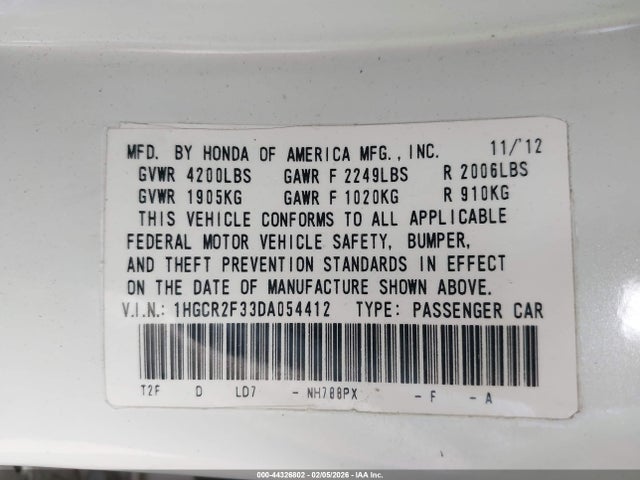 MFD. BY HONDA OF AMERICA MFG., INC. 11/'12
GVWR 4200LBS GAWR F 2249LBS R 2006LBS
GVWR 1905KG GAWR F 1020KG R 910KG
THIS VEHICLE CONFORMS TO ALL APPLICABLE
FEDERAL MOTOR VEHICLE SAFETY, BUMPER,
AND THEFT PREVENTION STANDARDS IN EFFECT
ON THE DATE OF MANUFACTURE SHOWN ABOVE.
V.I.N.: 1HGCR2F33DA054412 TYPE: PASSENGER CAR
T2F D LD7 - NH788PX - F - A
000-44326802 - 02/05/2026 - IAA Inc.